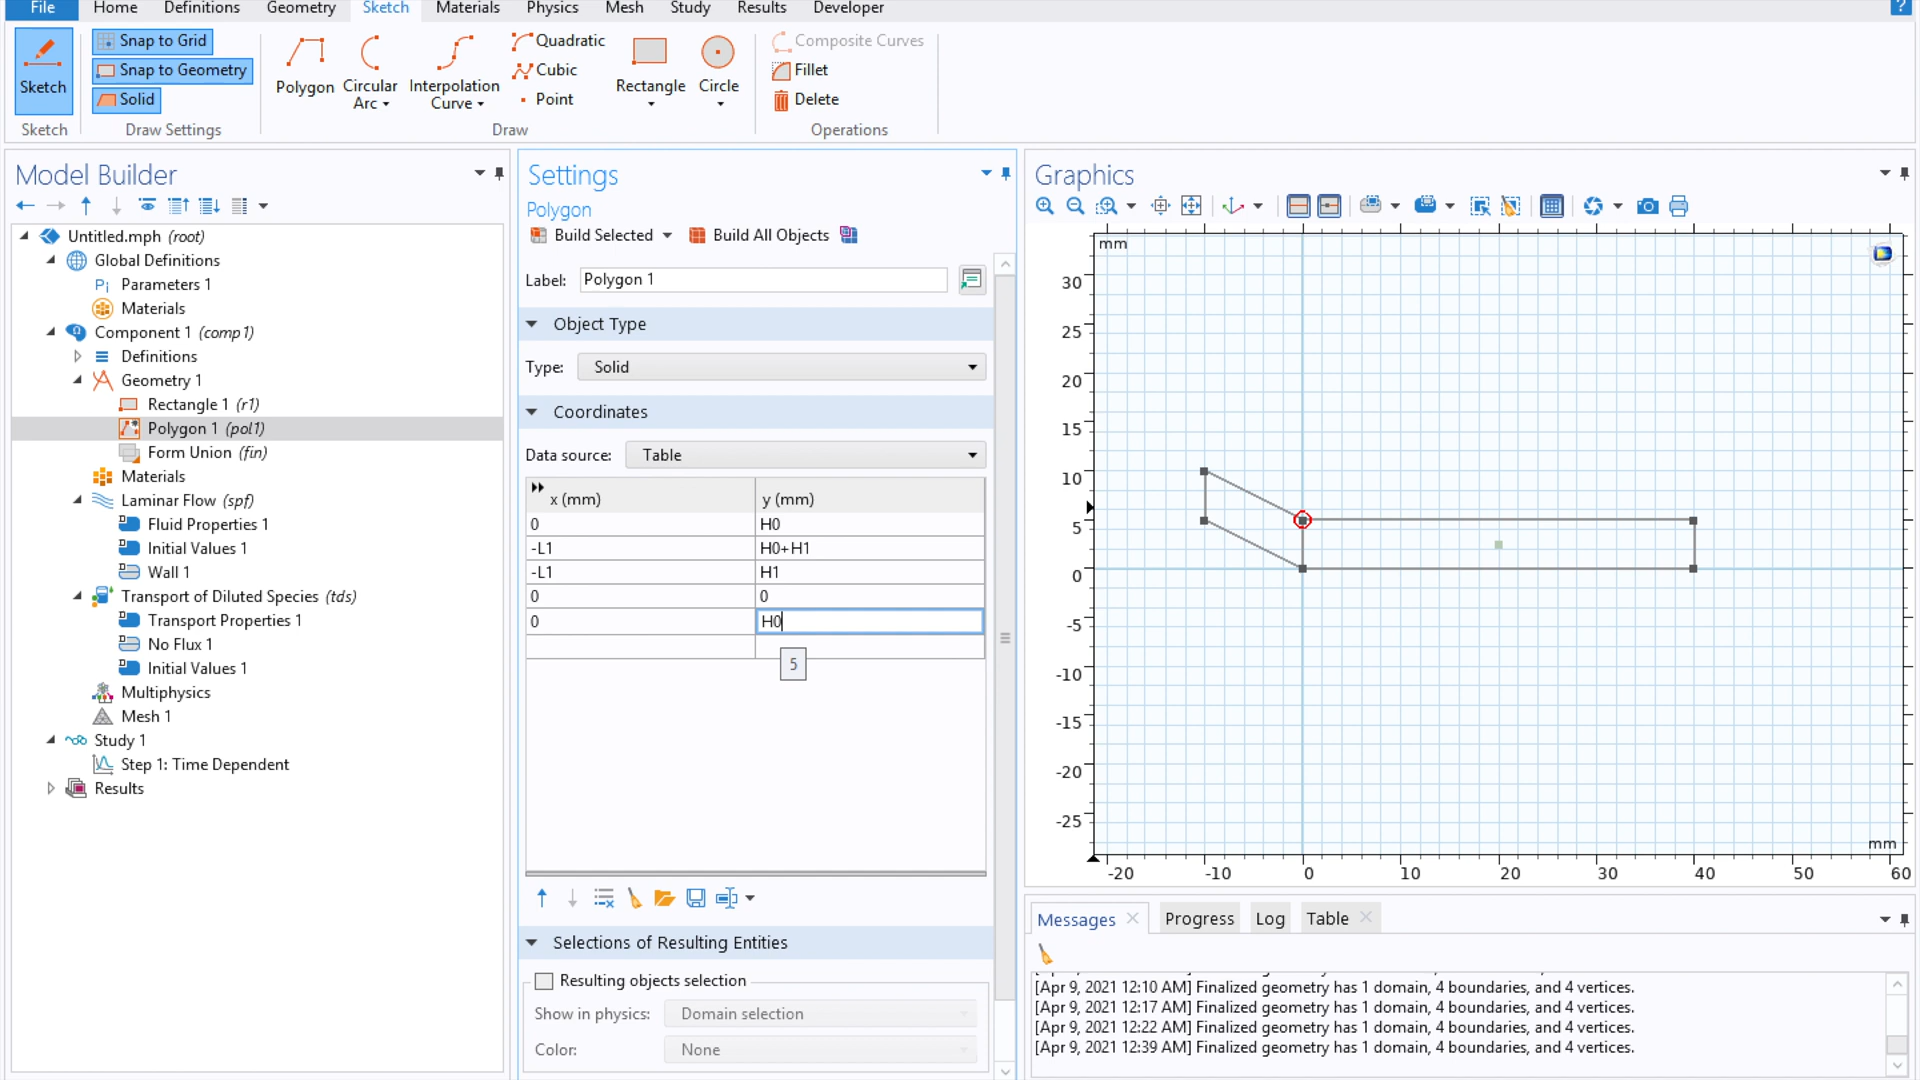 File Home Definitions Geometry Sketch Materials Physics Mesh Study Results Developer ?
Sketch
Snap to Grid
Snap to Geometry
Solid
Polygon
Circular Arc
Interpolation Curve
Quadratic
Cubic
Point
Rectangle
Circle
Composite Curves
Fillet
Delete
Sketch Draw Settings Draw Operations
Model Builder
Untitled.mph (root)
Global Definitions
Pi Parameters 1
Materials
Component 1 (comp1)
Definitions
Geometry 1
Rectangle 1 (r1)
Polygon 1 (pol1)
Form Union (fin)
Materials
Laminar Flow (spf)
Fluid Properties 1
Initial Values 1
Wall 1
Transport of Diluted Species (tds)
Transport Properties 1
No Flux 1
Initial Values 1
Multiphysics
Mesh 1
Study 1
Step 1: Time Dependent
Results
Settings
Polygon
Build Selected Build All Objects
Label: Polygon 1
Object Type
Type: Solid
Coordinates
Data source: Table
x (mm) y (mm)
0 H0
-L1 H0+H1
-L1 H1
0 0
0 H0
5
Selections of Resulting Entities
Resulting objects selection
Show in physics: Domain selection
Color: None
Graphics
mm
30
25
20
15
10
5
0
-5
-10
-15
-20
-25
mm
-20 -10 0 10 20 30 40 50 60
Messages Progress Log Table
[Apr 9, 2021 12:10 AM] Finalized geometry has 1 domain, 4 boundaries, and 4 vertices.
[Apr 9, 2021 12:17 AM] Finalized geometry has 1 domain, 4 boundaries, and 4 vertices.
[Apr 9, 2021 12:22 AM] Finalized geometry has 1 domain, 4 boundaries, and 4 vertices.
[Apr 9, 2021 12:39 AM] Finalized geometry has 1 domain, 4 boundaries, and 4 vertices.